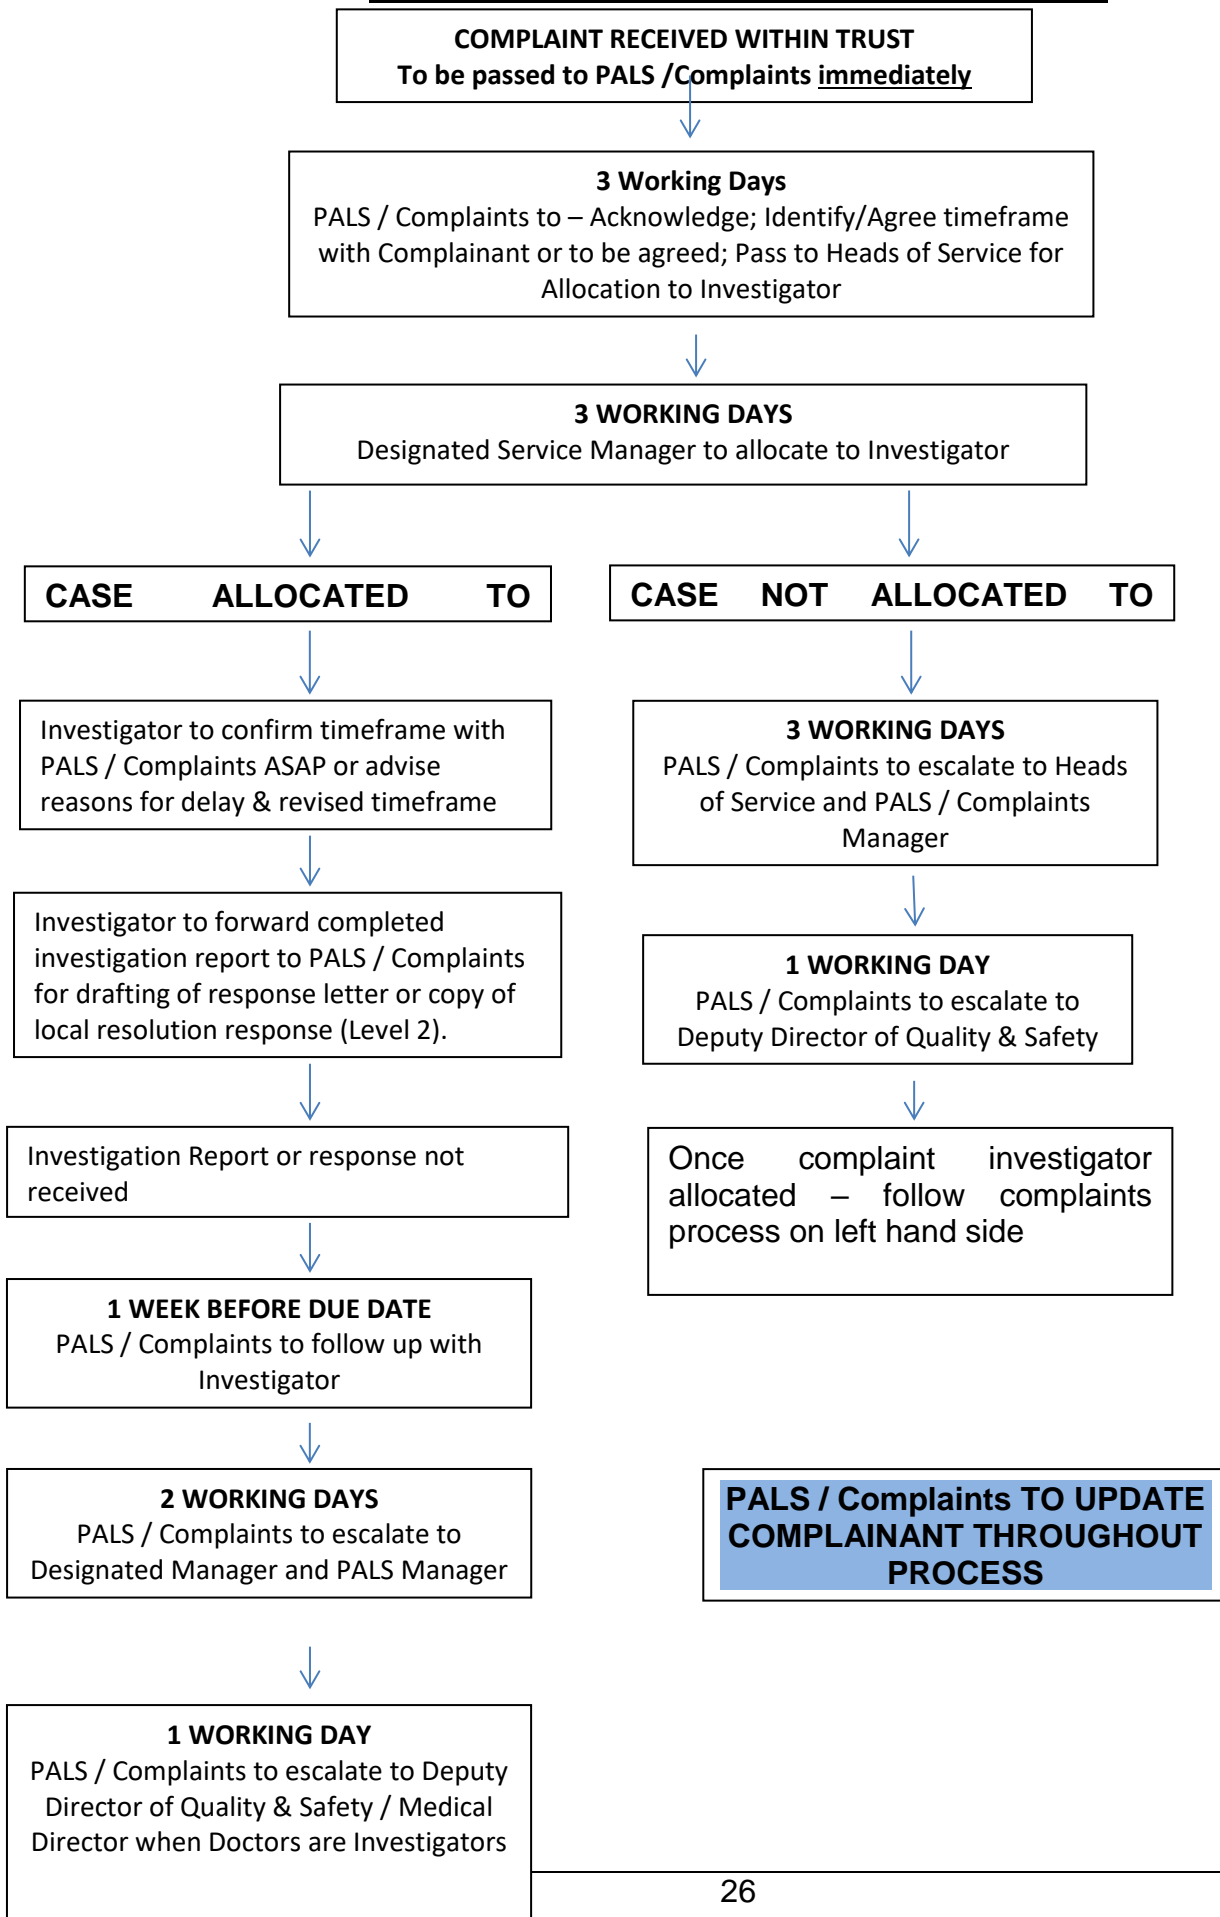 COMPLAINT RECEIVED WITHIN TRUST
To be passed to PALS /Complaints immediately
3 Working Days
PALS / Complaints to – Acknowledge; Identify/Agree timeframe
with Complainant or to be agreed; Pass to Heads of Service for
Allocation to Investigator
3 WORKING DAYS
Designated Service Manager to allocate to Investigator
CASE ALLOCATED TO
CASE NOT ALLOCATED TO
Investigator to confirm timeframe with
PALS / Complaints ASAP or advise
reasons for delay & revised timeframe
3 WORKING DAYS
PALS / Complaints to escalate to Heads
of Service and PALS / Complaints
Manager
Investigator to forward completed
investigation report to PALS / Complaints
for drafting of response letter or copy of
local resolution response (Level 2).
1 WORKING DAY
PALS / Complaints to escalate to
Deputy Director of Quality & Safety
Investigation Report or response not
received
Once complaint investigator
allocated – follow complaints
process on left hand side
1 WEEK BEFORE DUE DATE
PALS / Complaints to follow up with
Investigator
2 WORKING DAYS
PALS / Complaints to escalate to
Designated Manager and PALS Manager
PALS / Complaints TO UPDATE
COMPLAINANT THROUGHOUT
PROCESS
1 WORKING DAY
PALS / Complaints to escalate to Deputy
Director of Quality & Safety / Medical
Director when Doctors are Investigators
26